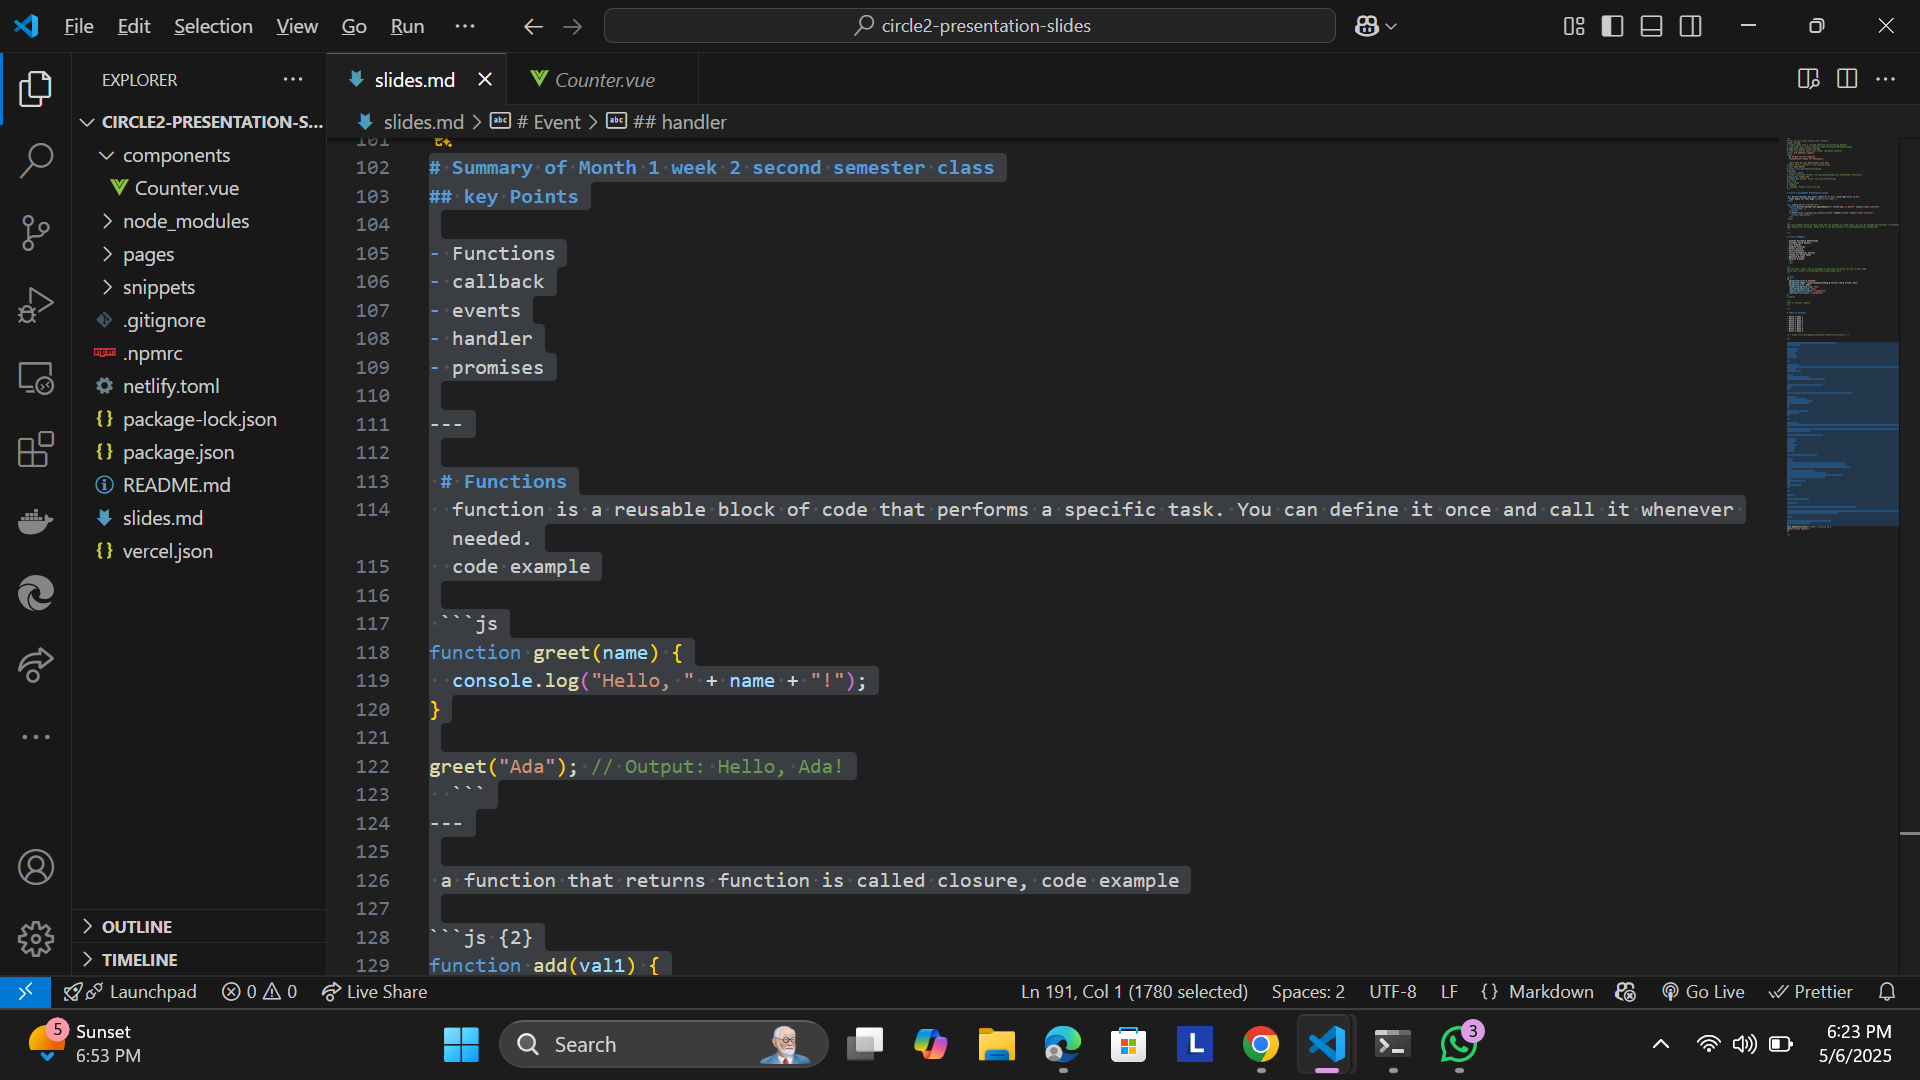 File Edit Selection View Go Run ... circle2-presentation-slides
EXPLORER
slides.md
Counter.vue
slides.md > # Event > ## handler
CIRCLE2-PRESENTATION-S...
components
Counter.vue
node_modules
pages
snippets
.gitignore
.npmrc
netlify.toml
package-lock.json
package.json
README.md
slides.md
vercel.json
OUTLINE
TIMELINE
101
102 # Summary of Month 1 week 2 second semester class
103 ## key Points
104
105 - Functions
106 - callback
107 - events
108 - handler
109 - promises
110
111 ---
112
113 # Functions
114 function is a reusable block of code that performs a specific task. You can define it once and call it whenever
needed.
115 code example
116
117 ```js
118 function greet(name) {
119 console.log("Hello, " + name + "!");
120 }
121
122 greet("Ada"); // Output: Hello, Ada!
123 ```
124 ---
125
126 a function that returns function is called closure, code example
127
128 ```js {2}
129 function add(val1) {
Launchpad 0 0 Live Share Ln 191, Col 1 (1780 selected) Spaces: 2 UTF-8 LF {} Markdown Go Live Prettier
5 Sunset
6:53 PM
Search
L
3
6:23 PM
5/6/2025